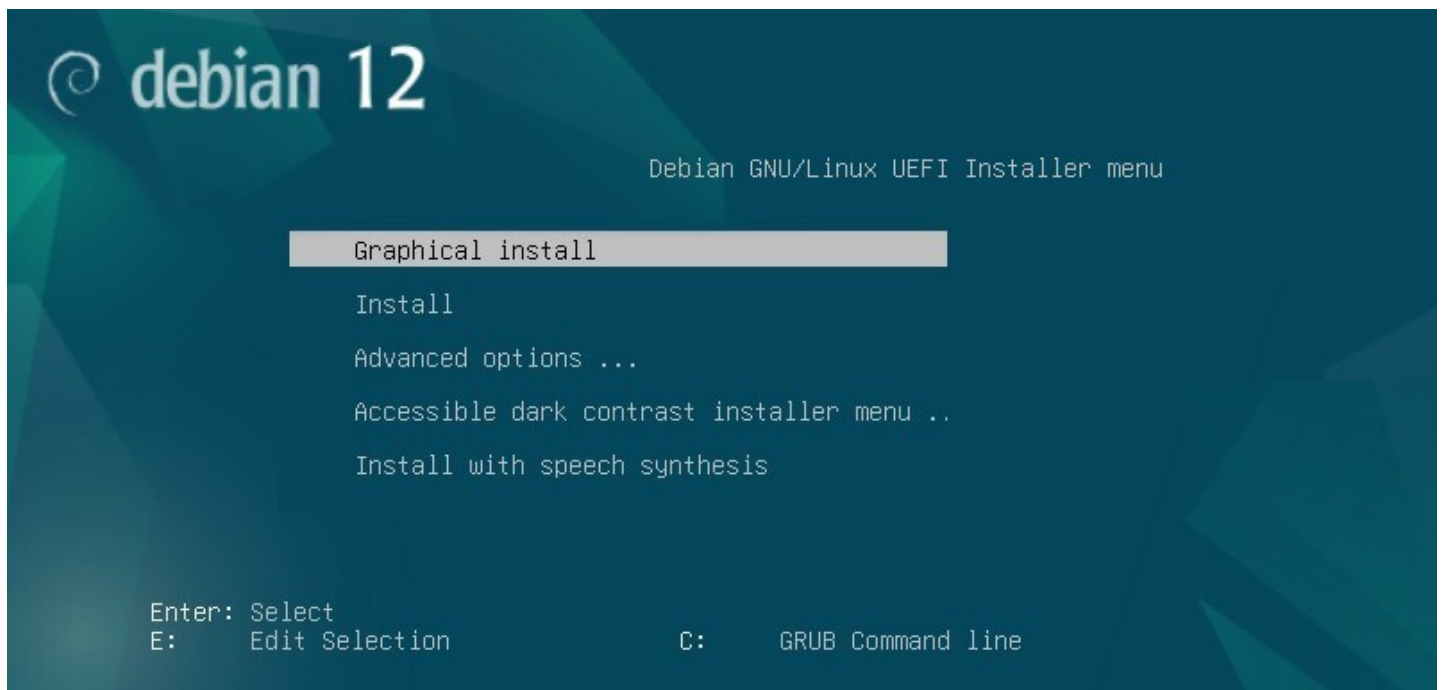 debian 12
Debian GNU/Linux UEFI Installer menu
Graphical install
Install
Advanced options ...
Accessible dark contrast installer menu ..
Install with speech synthesis
Enter: Select
E: Edit Selection C: GRUB Command line